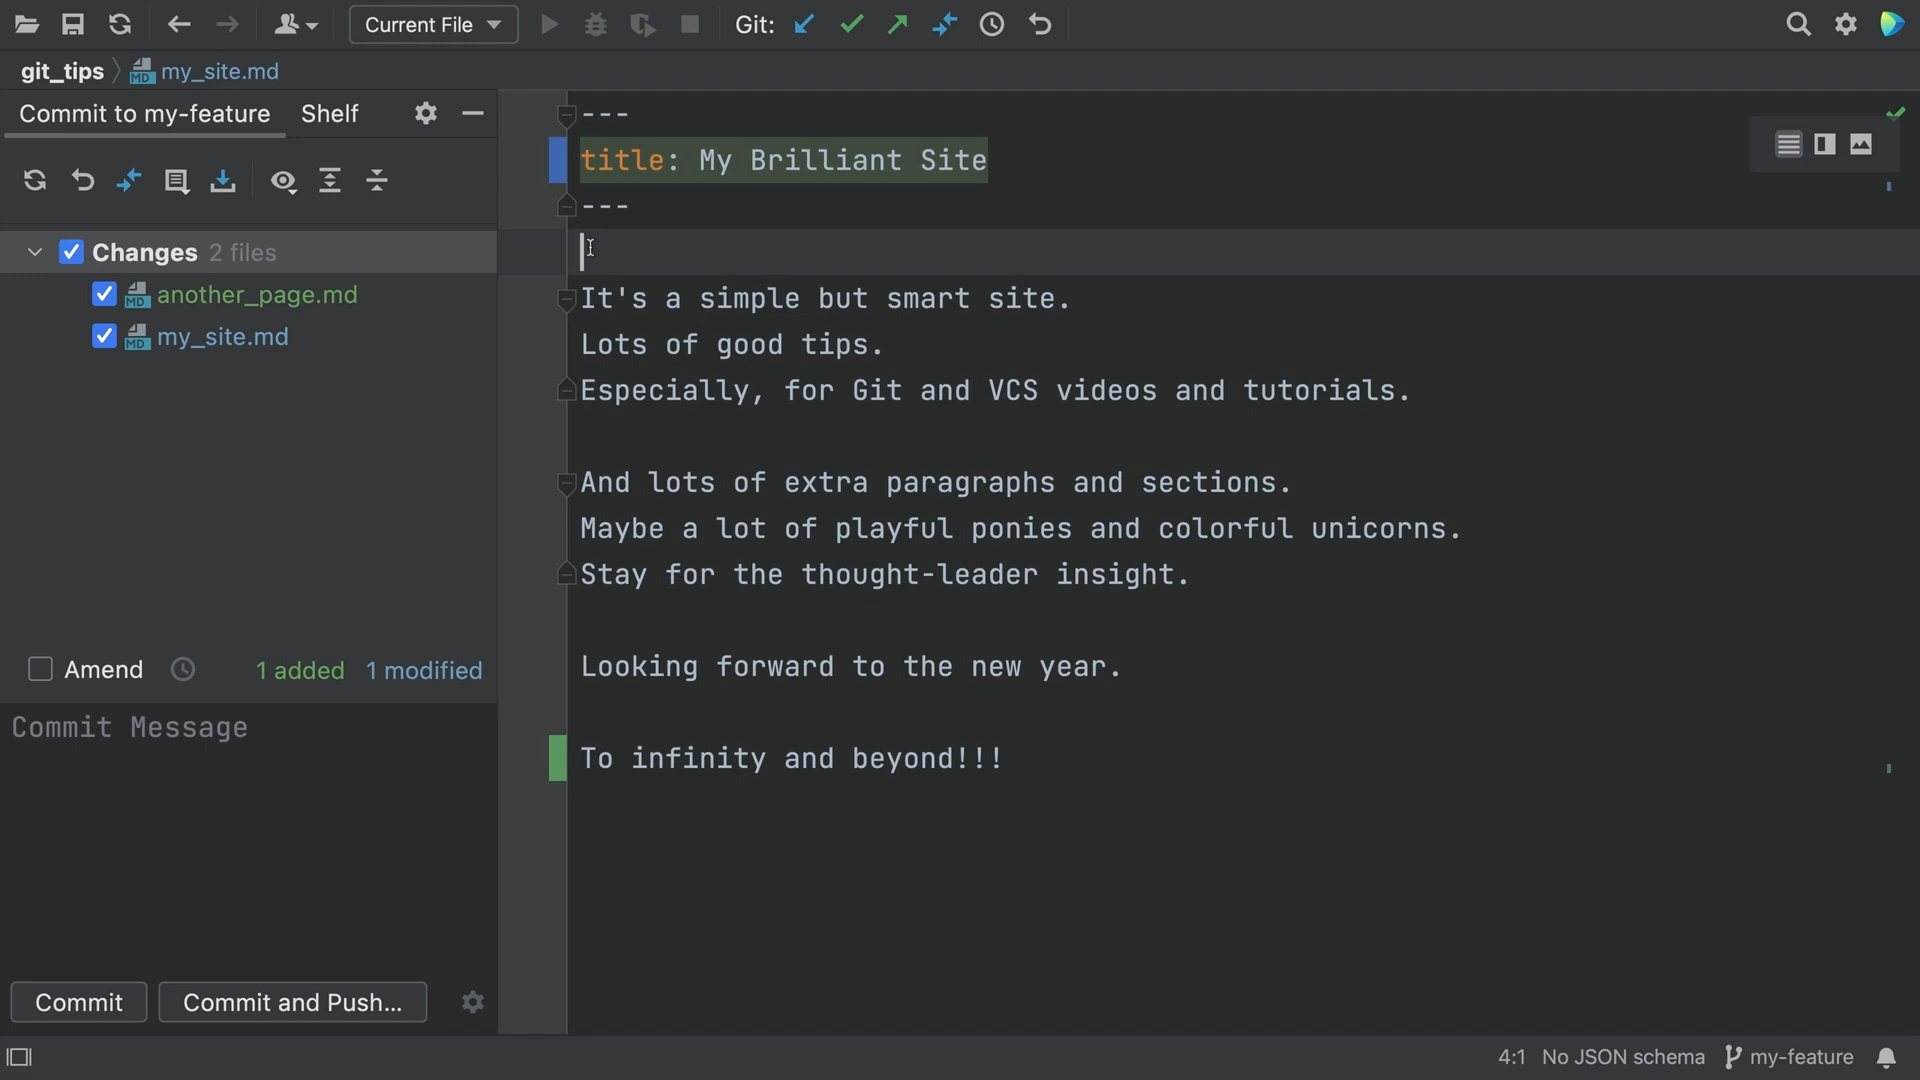 Current File
Git:
git_tips
my_site.md
Commit to my-feature
Shelf
Changes 2 files
another_page.md
my_site.md
Amend
1 added
1 modified
Commit Message
Commit
Commit and Push...
---
title: My Brilliant Site
---
It's a simple but smart site.
Lots of good tips.
Especially, for Git and VCS videos and tutorials.
And lots of extra paragraphs and sections.
Maybe a lot of playful ponies and colorful unicorns.
Stay for the thought-leader insight.
Looking forward to the new year.
To infinity and beyond!!!
4:1
No JSON schema
my-feature